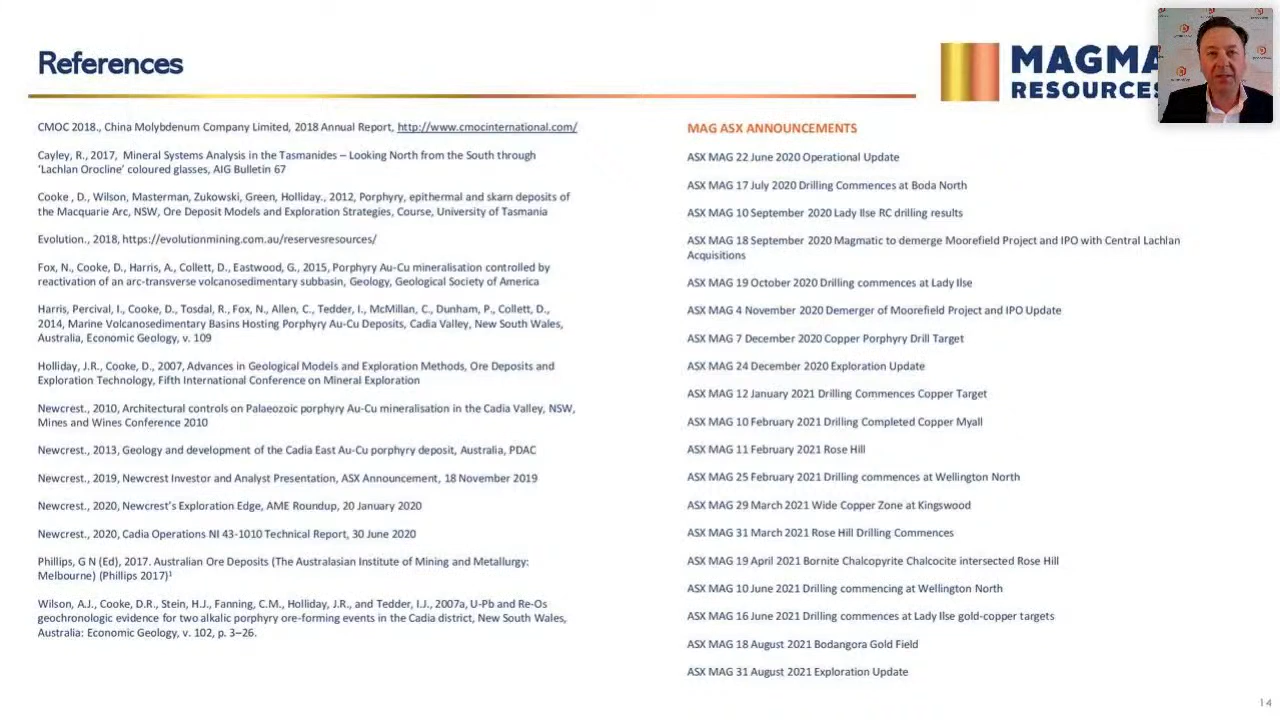 References
MAGMA
RESOURCES
CMOC 2018., China Molybdenum Company Limited, 2018 Annual Report, http://www.cmocinternational.com/
Cayley, R., 2017, Mineral Systems Analysis in the Tasmanides – Looking North from the South through
‘Lachlan Orocline’ coloured glasses, AIG Bulletin 67
Cooke , D., Wilson, Masterman, Zukowski, Green, Holliday., 2012, Porphyry, epithermal and skarn deposits of
the Macquarie Arc, NSW, Ore Deposit Models and Exploration Strategies, Course, University of Tasmania
Evolution., 2018, https://evolutionmining.com.au/reservesresources/
Fox, N., Cooke, D., Harris, A., Collett, D., Eastwood, G., 2015, Porphyry Au-Cu mineralisation controlled by
reactivation of an arc-transverse volcanosedimentary subbasin, Geology, Geological Society of America
Harris, Percival, I., Cooke, D., Tosdal, R., Fox, N., Allen, C., Tedder, I., McMillan, C., Dunham, P., Collett, D.,
2014, Marine Volcanosedimentary Basins Hosting Porphyry Au-Cu Deposits, Cadia Valley, New South Wales,
Australia, Economic Geology, v. 109
Holliday, J.R., Cooke, D., 2007, Advances in Geological Models and Exploration Methods, Ore Deposits and
Exploration Technology, Fifth International Conference on Mineral Exploration
Newcrest., 2010, Architectural controls on Palaeozoic porphyry Au-Cu mineralisation in the Cadia Valley, NSW,
Mines and Wines Conference 2010
Newcrest., 2013, Geology and development of the Cadia East Au-Cu porphyry deposit, Australia, PDAC
Newcrest., 2019, Newcrest Investor and Analyst Presentation, ASX Announcement, 18 November 2019
Newcrest., 2020, Newcrest’s Exploration Edge, AME Roundup, 20 January 2020
Newcrest., 2020, Cadia Operations NI 43-1010 Technical Report, 30 June 2020
Phillips, G N (Ed), 2017. Australian Ore Deposits (The Australasian Institute of Mining and Metallurgy:
Melbourne) (Phillips 2017)¹
Wilson, A.J., Cooke, D.R., Stein, H.J., Fanning, C.M., Holliday, J.R., and Tedder, I.J., 2007a, U-Pb and Re-Os
geochronologic evidence for two alkalic porphyry ore-forming events in the Cadia district, New South Wales,
Australia: Economic Geology, v. 102, p. 3–26.
MAG ASX ANNOUNCEMENTS
ASX MAG 22 June 2020 Operational Update
ASX MAG 17 July 2020 Drilling Commences at Boda North
ASX MAG 10 September 2020 Lady Ilse RC drilling results
ASX MAG 18 September 2020 Magmatic to demerge Moorefield Project and IPO with Central Lachlan
Acquisitions
ASX MAG 19 October 2020 Drilling commences at Lady Ilse
ASX MAG 4 November 2020 Demerger of Moorefield Project and IPO Update
ASX MAG 7 December 2020 Copper Porphyry Drill Target
ASX MAG 24 December 2020 Exploration Update
ASX MAG 12 January 2021 Drilling Commences Copper Target
ASX MAG 10 February 2021 Drilling Completed Copper Myall
ASX MAG 11 February 2021 Rose Hill
ASX MAG 25 February 2021 Drilling commences at Wellington North
ASX MAG 29 March 2021 Wide Copper Zone at Kingswood
ASX MAG 31 March 2021 Rose Hill Drilling Commences
ASX MAG 19 April 2021 Bornite Chalcopyrite Chalcocite intersected Rose Hill
ASX MAG 10 June 2021 Drilling commencing at Wellington North
ASX MAG 16 June 2021 Drilling commences at Lady Ilse gold-copper targets
ASX MAG 18 August 2021 Bodangora Gold Field
ASX MAG 31 August 2021 Exploration Update
14